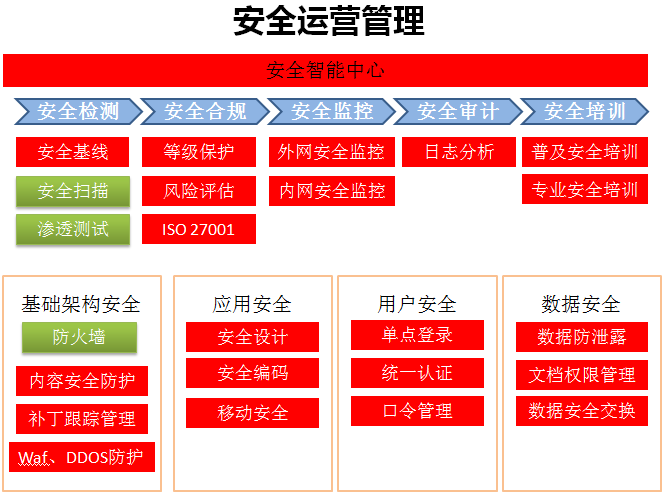 安全运营管理
安全智能中心
安全检测 安全合规 安全监控 安全审计 安全培训
安全基线 等级保护 外网安全监控 日志分析 普及安全培训
安全扫描 风险评估 内网安全监控 专业安全培训
渗透测试 ISO 27001
基础架构安全 应用安全 用户安全 数据安全
防火墙 安全设计 单点登录 数据防泄露
内容安全防护 安全编码 统一认证 文档权限管理
补丁跟踪管理 移动安全 口令管理 数据安全交换
Waf、DDOS防护